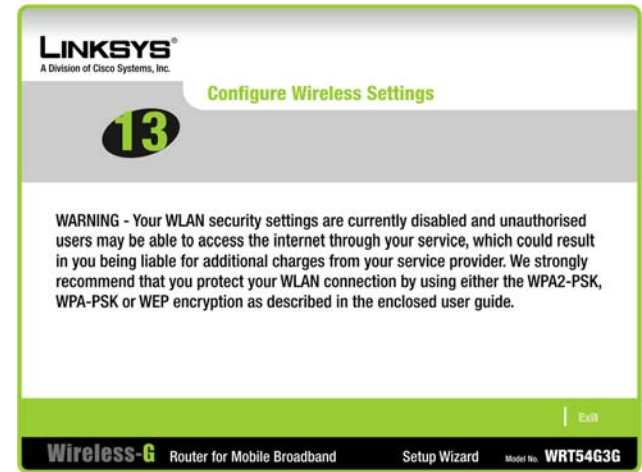 LINKSYS®
A Division of Cisco Systems, Inc.
Configure Wireless Settings
13
WARNING - Your WLAN security settings are currently disabled and unauthorised
users may be able to access the internet through your service, which could result
in you being liable for additional charges from your service provider. We strongly
recommend that you protect your WLAN connection by using either the WPA2-PSK,
WPA-PSK or WEP encryption as described in the enclosed user guide.
Exit
Wireless-G Router for Mobile Broadband Setup Wizard Model No. WRT54G3G